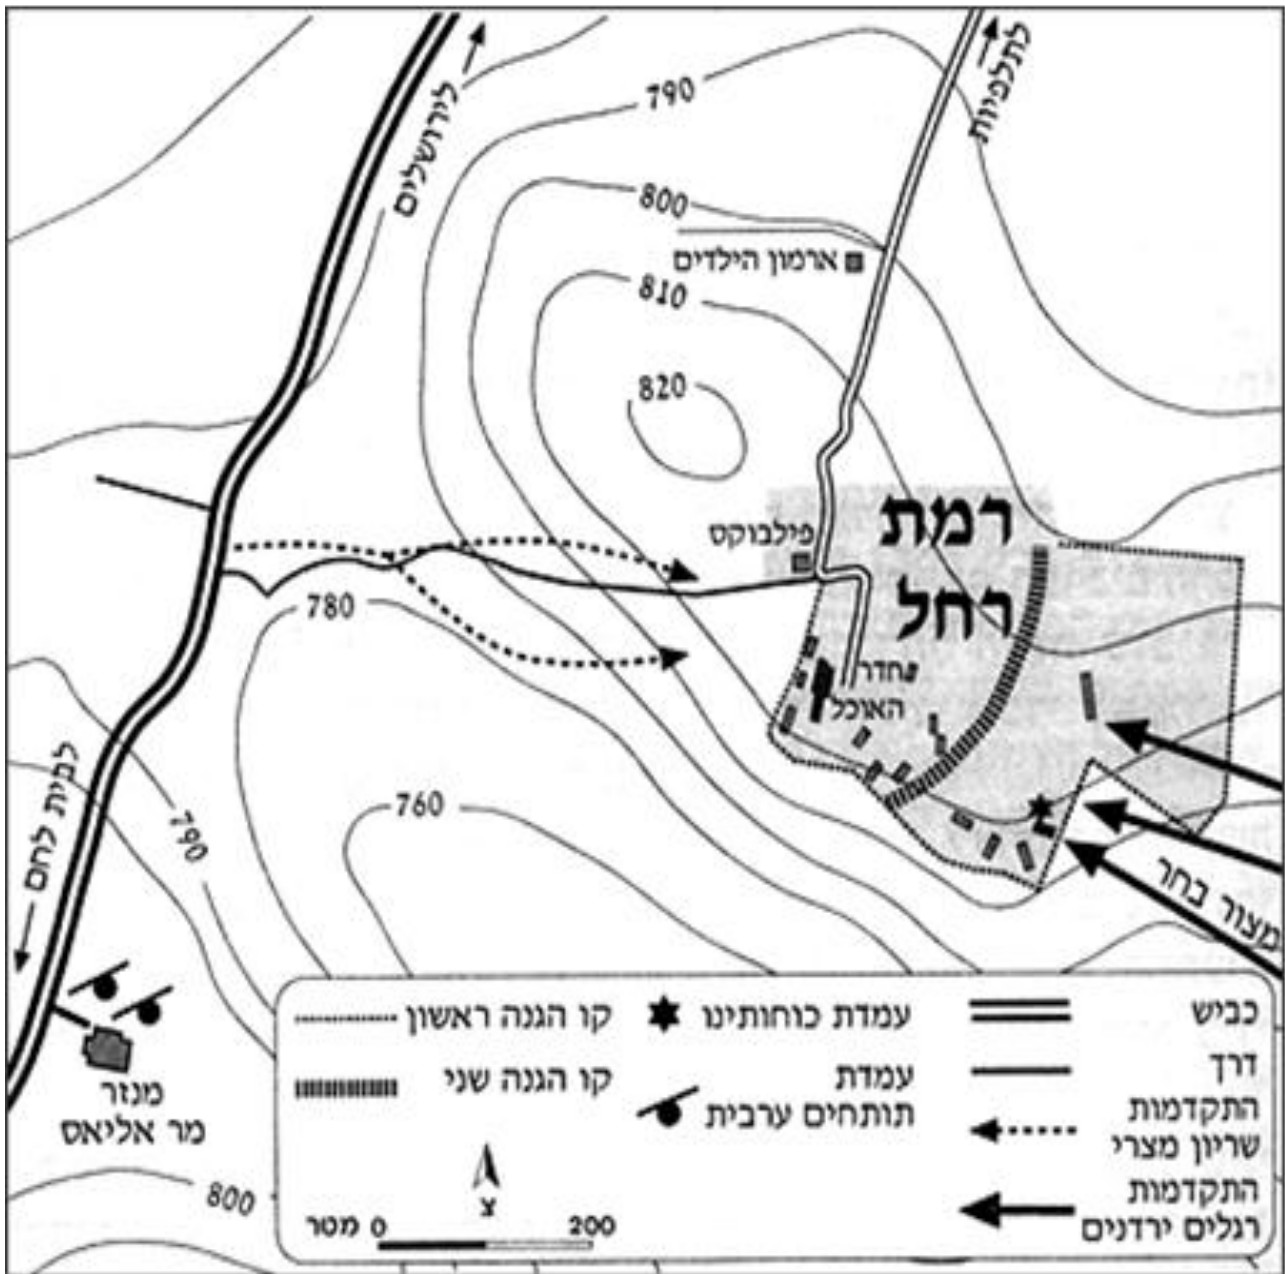 לירושלים
לתלפיות
790
800
ארמון הילדים
810
820
רמת
רחל
פילבוקס
חדר
האוכל
780
760
790
לבית לחם
מצור בחר
מנזר
מר אליאס
800
כביש
דרך
התקדמות
שריון מצרי
התקדמות
רגלים ירדנים
עמדת כוחותינו
עמדת
תותחים ערבית
קו הגנה ראשון
קו הגנה שני
צ
מטר 0 200